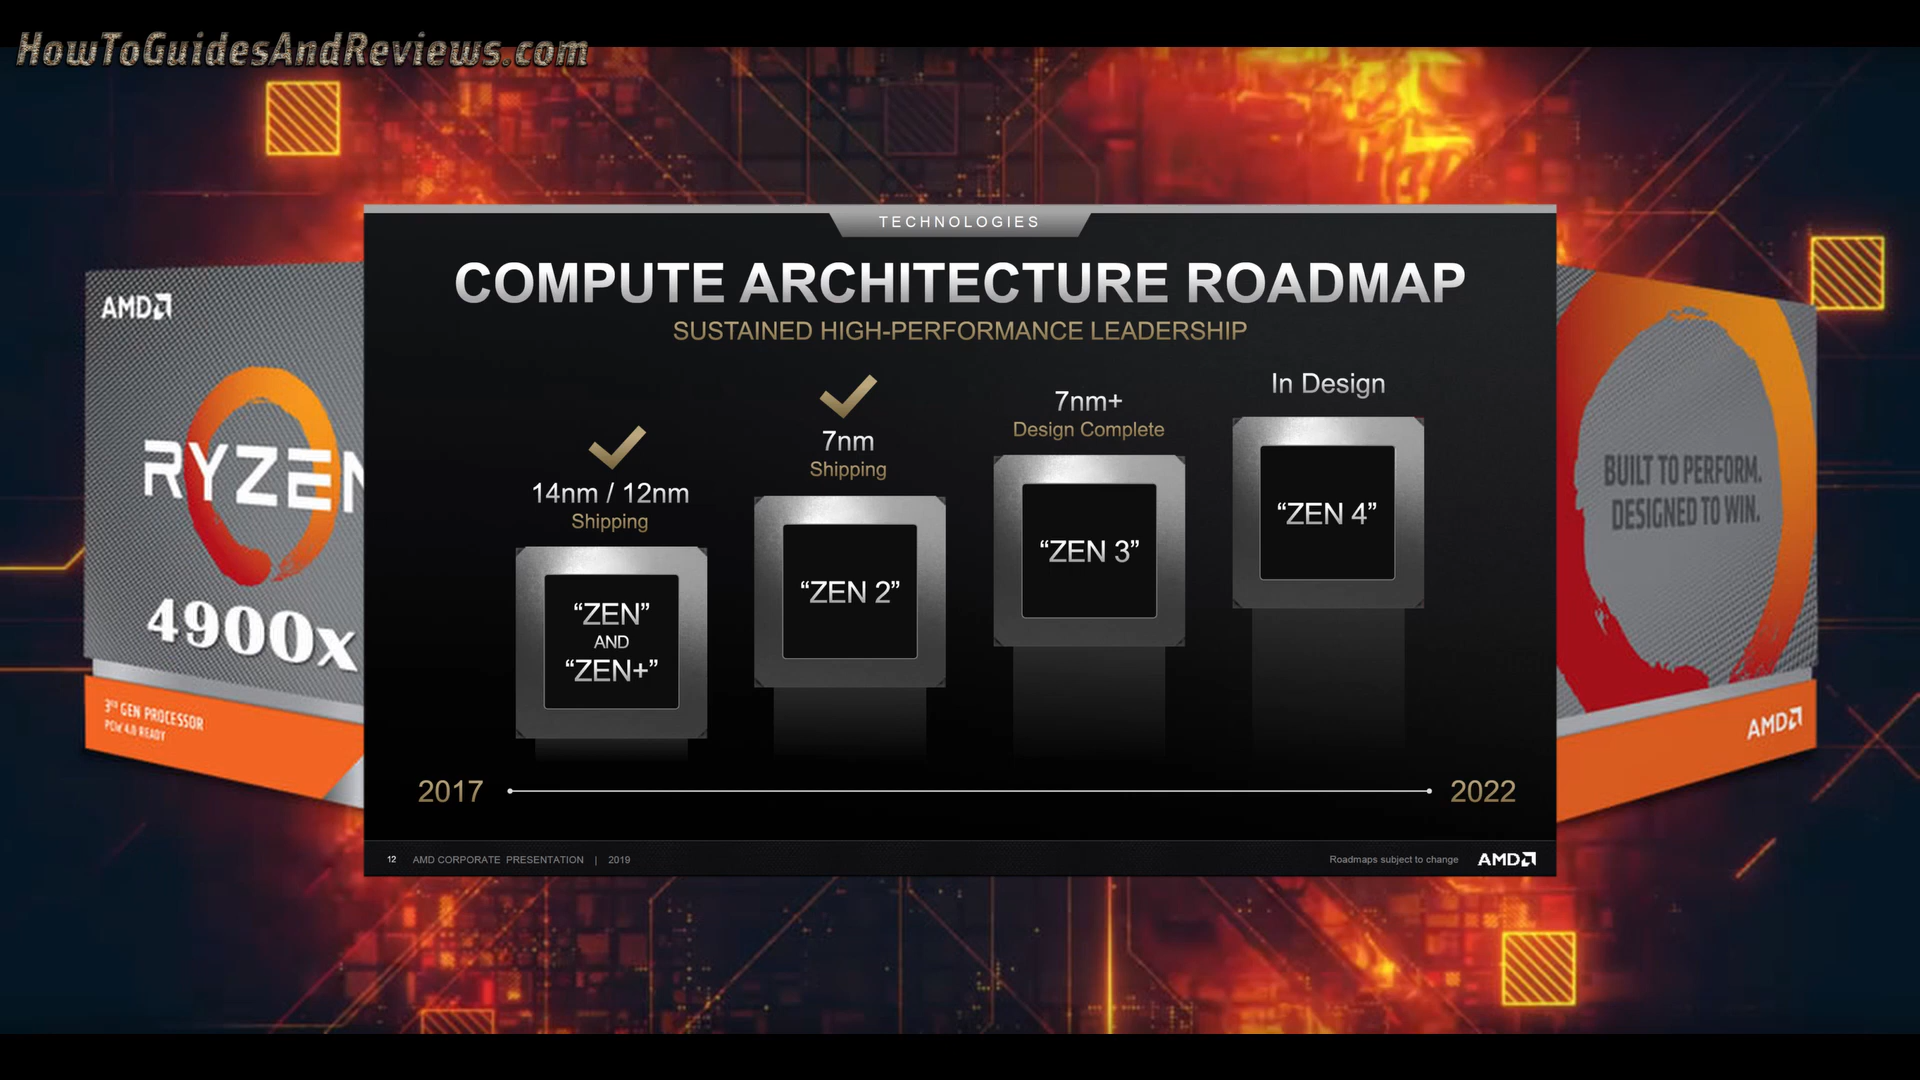 HowToGuidesAndReviews.com
TECHNOLOGIES
COMPUTE ARCHITECTURE ROADMAP
SUSTAINED HIGH-PERFORMANCE LEADERSHIP
14nm / 12nm
Shipping
“ZEN”
AND
“ZEN+”
7nm
Shipping
“ZEN 2”
7nm+
Design Complete
“ZEN 3”
In Design
“ZEN 4”
2017
2022
12 AMD CORPORATE PRESENTATION | 2019
Roadmaps subject to change AMD
AMD
RYZEN
4900x
3RD GEN PROCESSOR
PCIe 4.0 READY
BUILT TO PERFORM.
DESIGNED TO WIN.
AMD